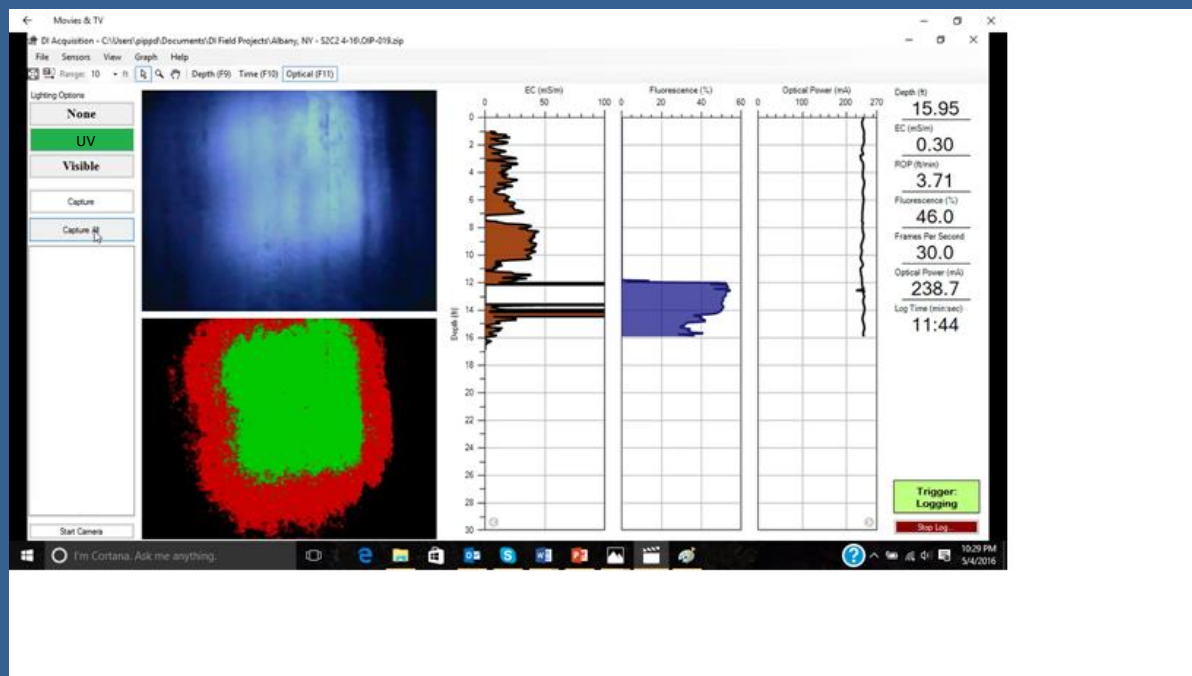 Movies & TV
DI Acquisition - C:\Users\pippd\Documents\DI Field Projects\Albany, NY - S2C2 4-16\OIP-019.zip
File Sensors View Graph Help
Range: 10 ft Depth (F9) Time (F10) Optical (F11)
Lighting Options
None
UV
Visible
Capture
Capture All
Start Camera
EC (mS/m)
0 50 100
Fluorescence (%)
0 20 40 60
Optical Power (mA)
0 100 200 270
Depth (ft)
0
2
4
6
8
10
12
14
16
18
20
22
24
26
28
30
Depth (ft)
15.95
EC (mS/m)
0.30
ROP (ft/min)
3.71
Fluorescence (%)
46.0
Frames Per Second
30.0
Optical Power (mA)
238.7
Log Time (min:sec)
11:44
Trigger:
Logging
Stop Log...
I'm Cortana. Ask me anything.
10:29 PM
5/4/2016